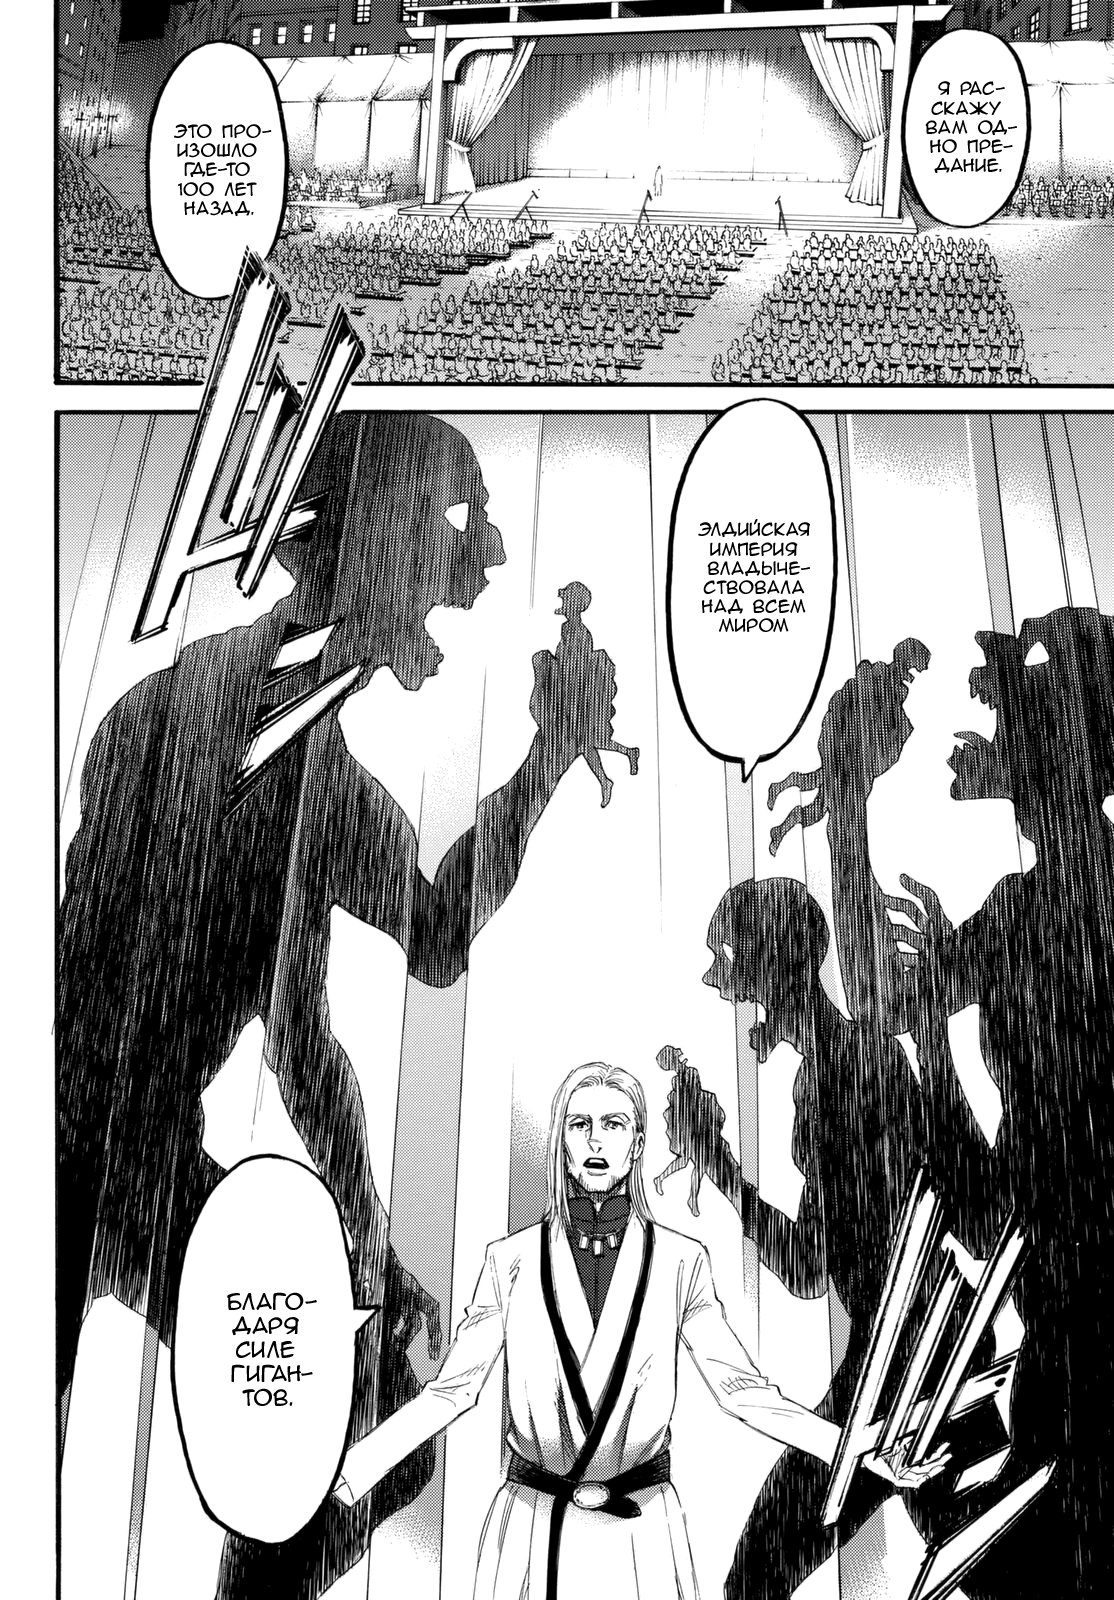 Я РАС-
СКАЖУ
ВАМ ОД-
НО ПРЕ-
ДАНИЕ.
ЭТО ПРО-
ИЗОШЛО
ГДЕ-ТО
100 ЛЕТ
НАЗАД.
ЭЛДИЙСКАЯ
ИМПЕРИЯ
ВЛАДЫЧЕ-
СТВОВАЛА
НАД ВСЕМ
МИРОМ
БЛАГО-
ДАРЯ
СИЛЕ
ГИГАН-
ТОВ.